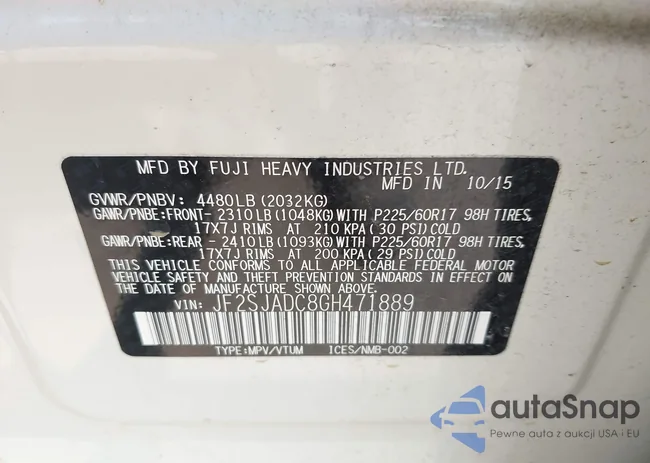 MFD BY FUJI HEAVY INDUSTRIES LTD.
MFD IN 10/15
GVWR/PNBV: 4480LB (2032KG)
GAWR/PNBE:FRONT- 2310LB (1048KG) WITH P225/60R17 98H TIRES,
17X7J RIMS AT 210 KPA ( 30 PSI) COLD
GAWR/PNBE:REAR - 2410LB (1093KG) WITH P225/60R17 98H TIRES,
17X7J RIMS AT 200 KPA (29 PSI) COLD
THIS VEHICLE CONFORMS TO ALL APPLICABLE FEDERAL MOTOR
VEHICLE SAFETY AND THEFT PREVENTION STANDARDS IN EFFECT ON
THE DATE OF MANUFACTURE SHOWN ABOVE.
VIN: JF2SJADC8GH471889
TYPE:MPV/VTUM ICES/NMB-002
autoSnap
Pewne auta z aukcji USA i EU